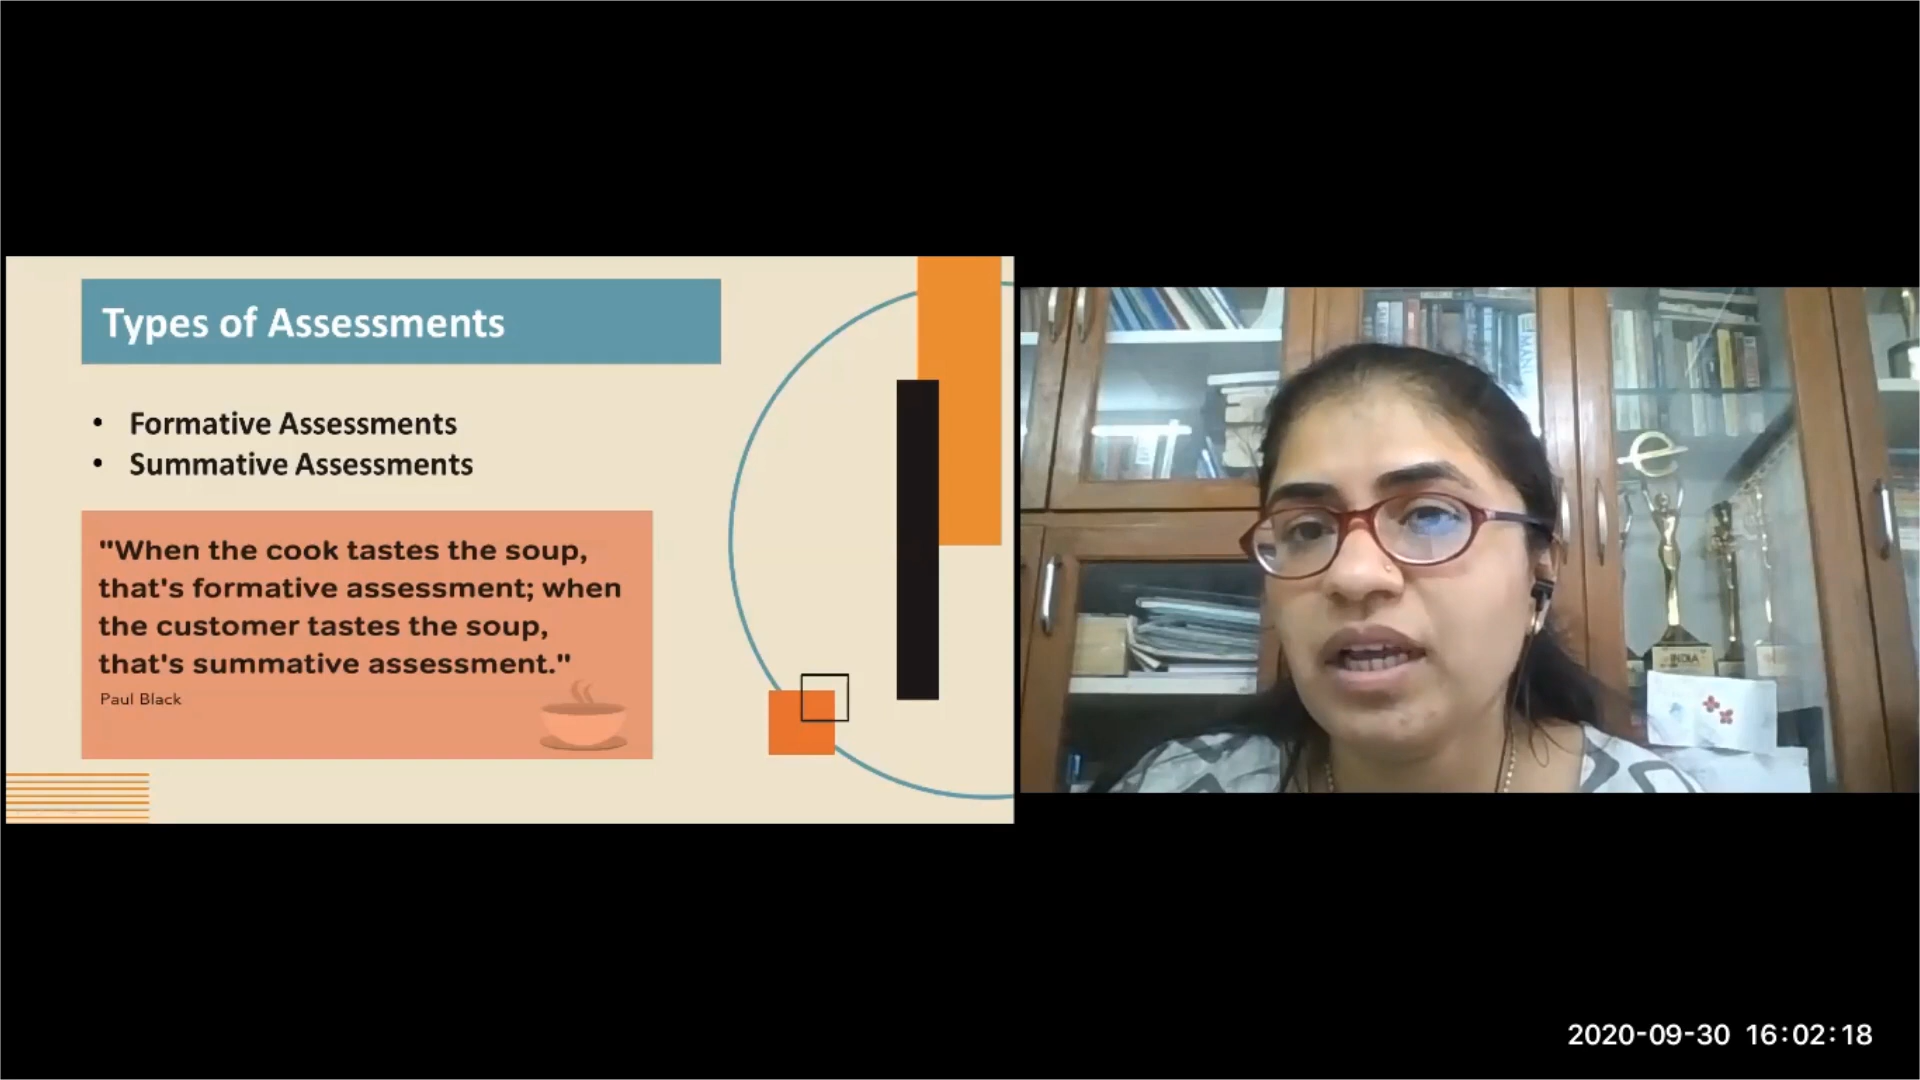 Types of Assessments
• Formative Assessments
• Summative Assessments
"When the cook tastes the soup,
that's formative assessment; when
the customer tastes the soup,
that's summative assessment."
Paul Black
INDIA
2020-09-30 16:02:18